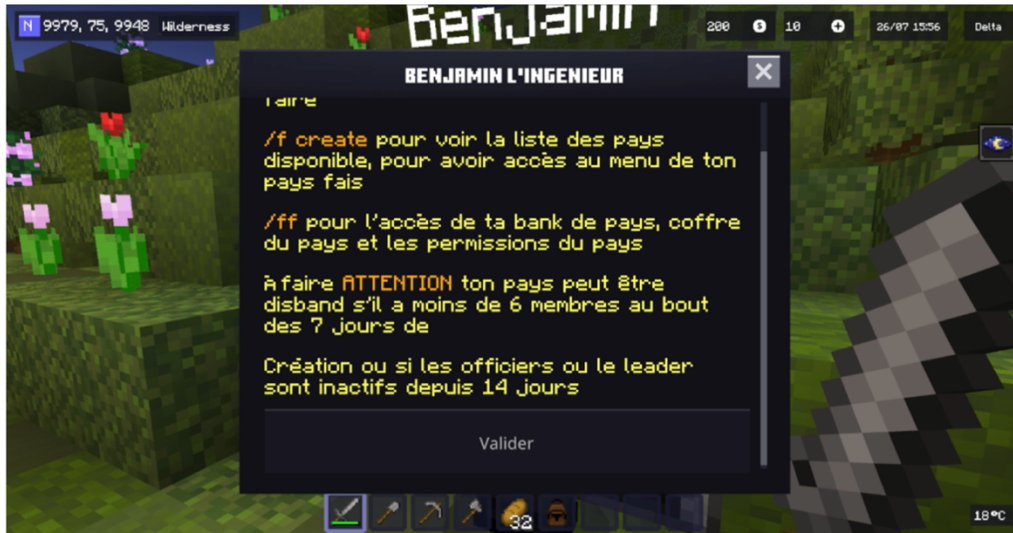 N 9979, 75, 9948 Wilderness
Benjamin
200 $ 10 + 26/07 15:56 Delta
BENJAMIN L'INGENIEUR
faire
/f create pour voir la liste des pays
disponible, pour avoir accès au menu de ton
pays fais
/ff pour l'accès de ta bank de pays, coffre
du pays et les permissions du pays
À faire ATTENTION ton pays peut être
disband s'il a moins de 6 membres au bout
des 7 jours de
Création ou si les officiers ou le leader
sont inactifs depuis 14 jours
Valider
32
18°C